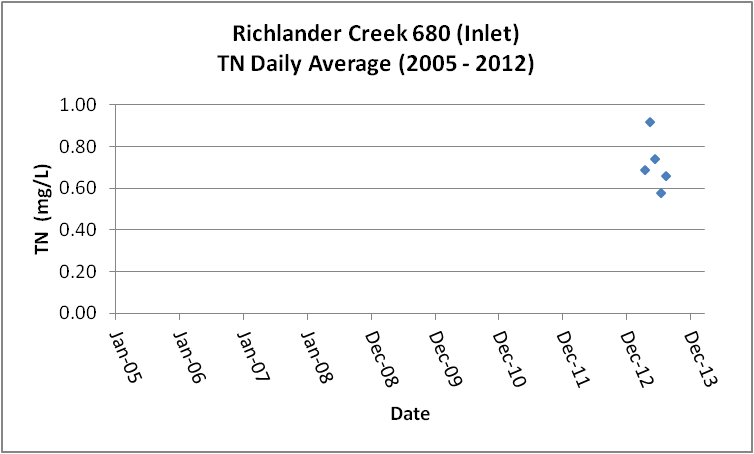 Richlander Creek 680 (Inlet)
TN Daily Average (2005 - 2012)
TN (mg/L)
1.00
0.80
0.60
0.40
0.20
0.00
Jan-05
Jan-06
Jan-07
Jan-08
Dec-08
Dec-09
Dec-10
Dec-11
Dec-12
Dec-13
Date